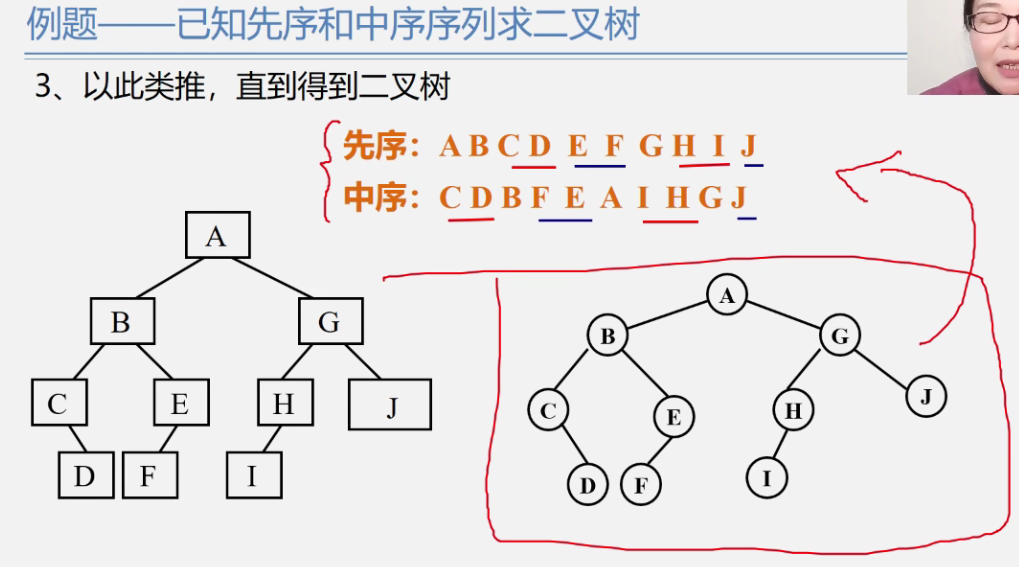 例题——已知先序和中序序列求二叉树
3、以此类推，直到得到二叉树
先序：A B C D E F G H I J
中序：C D B F E A I H G J
A
B G
C E H J
D F I
A
B G
C E H J
D F I